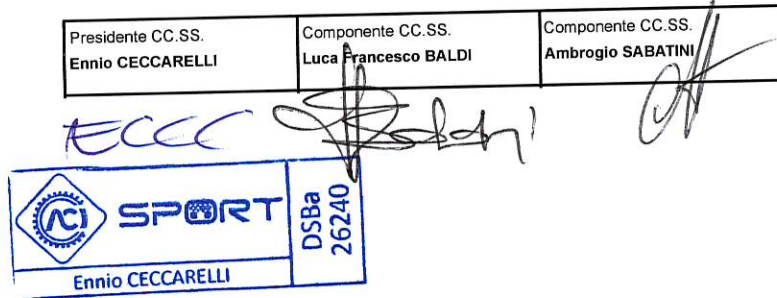 Presidente CC.SS.
Ennio CECCARELLI
Componente CC.SS.
Luca Francesco BALDI
Componente CC.SS.
Ambrogio SABATINI
ACI SPORT
DSBa
26240
Ennio CECCARELLI